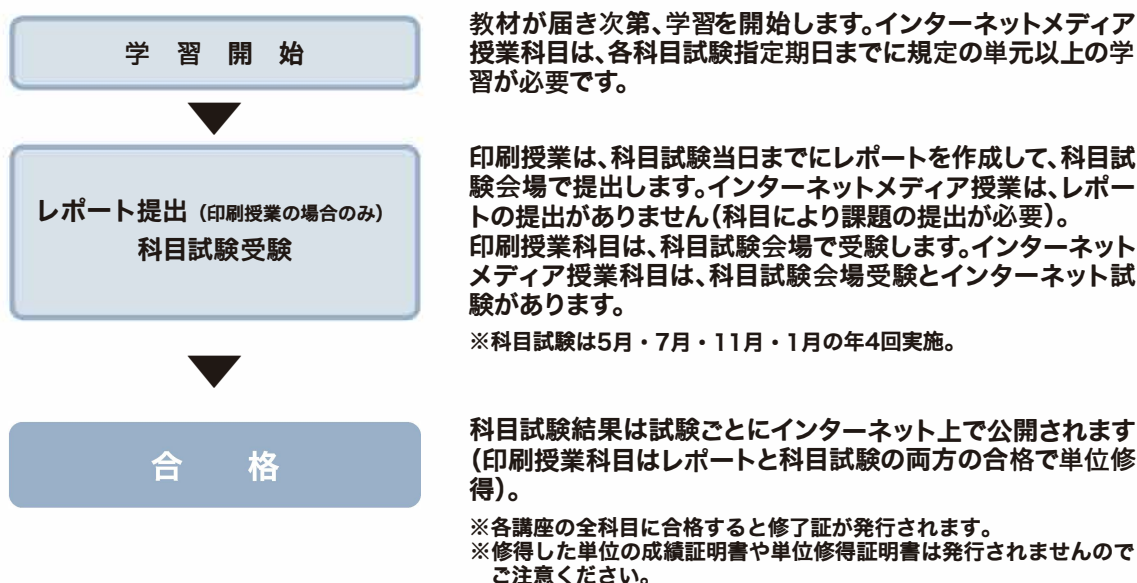 学習開始
教材が届き次第、学習を開始します。インターネットメディア
授業科目は、各科目試験指定期日までに規定の単元以上の学
習が必要です。
レポート提出（印刷授業の場合のみ）
科目試験受験
印刷授業は、科目試験当日までにレポートを作成して、科目試
験会場で提出します。インターネットメディア授業は、レポー
トの提出がありません（科目により課題の提出が必要）。
印刷授業科目は、科目試験会場で受験します。インターネット
メディア授業科目は、科目試験会場受験とインターネット試
験があります。
※科目試験は5月・7月・11月・1月の年4回実施。
合格
科目試験結果は試験ごとにインターネット上で公開されます
（印刷授業科目はレポートと科目試験の両方の合格で単位修
得）。
※各講座の全科目に合格すると修了証が発行されます。
※修得した単位の成績証明書や単位修得証明書は発行されませんので
ご注意ください。